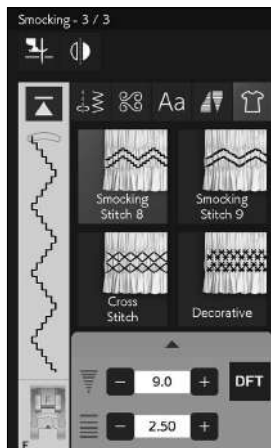 Smocking - 3 / 3
Aa
Smocking
Stitch 8
Smocking
Stitch 9
Cross
Stitch
Decorative
9.0
DFT
2.50
F